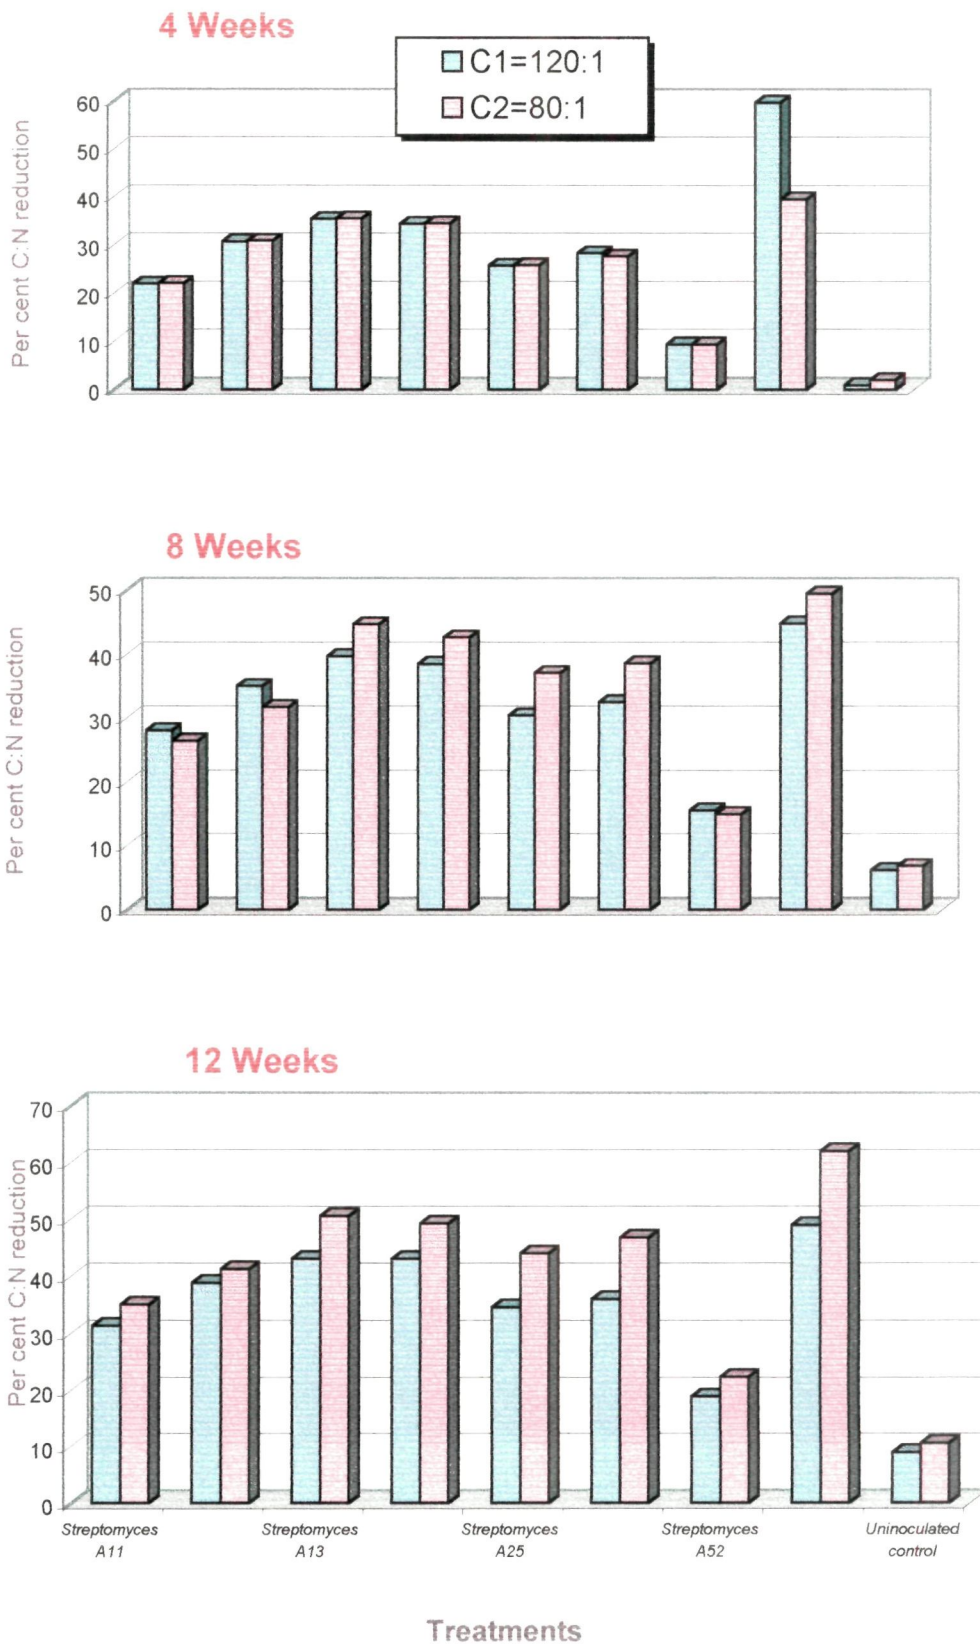 4 Weeks
C1=120:1
C2=80:1
Per cent C:N reduction
60
50
40
30
20
10
0
8 Weeks
Per cent C:N reduction
50
40
30
20
10
0
12 Weeks
Per cent C:N reduction
70
60
50
40
30
20
10
0
Streptomyces
A11
Streptomyces
A13
Streptomyces
A25
Streptomyces
A52
Uninoculated
control
Treatments